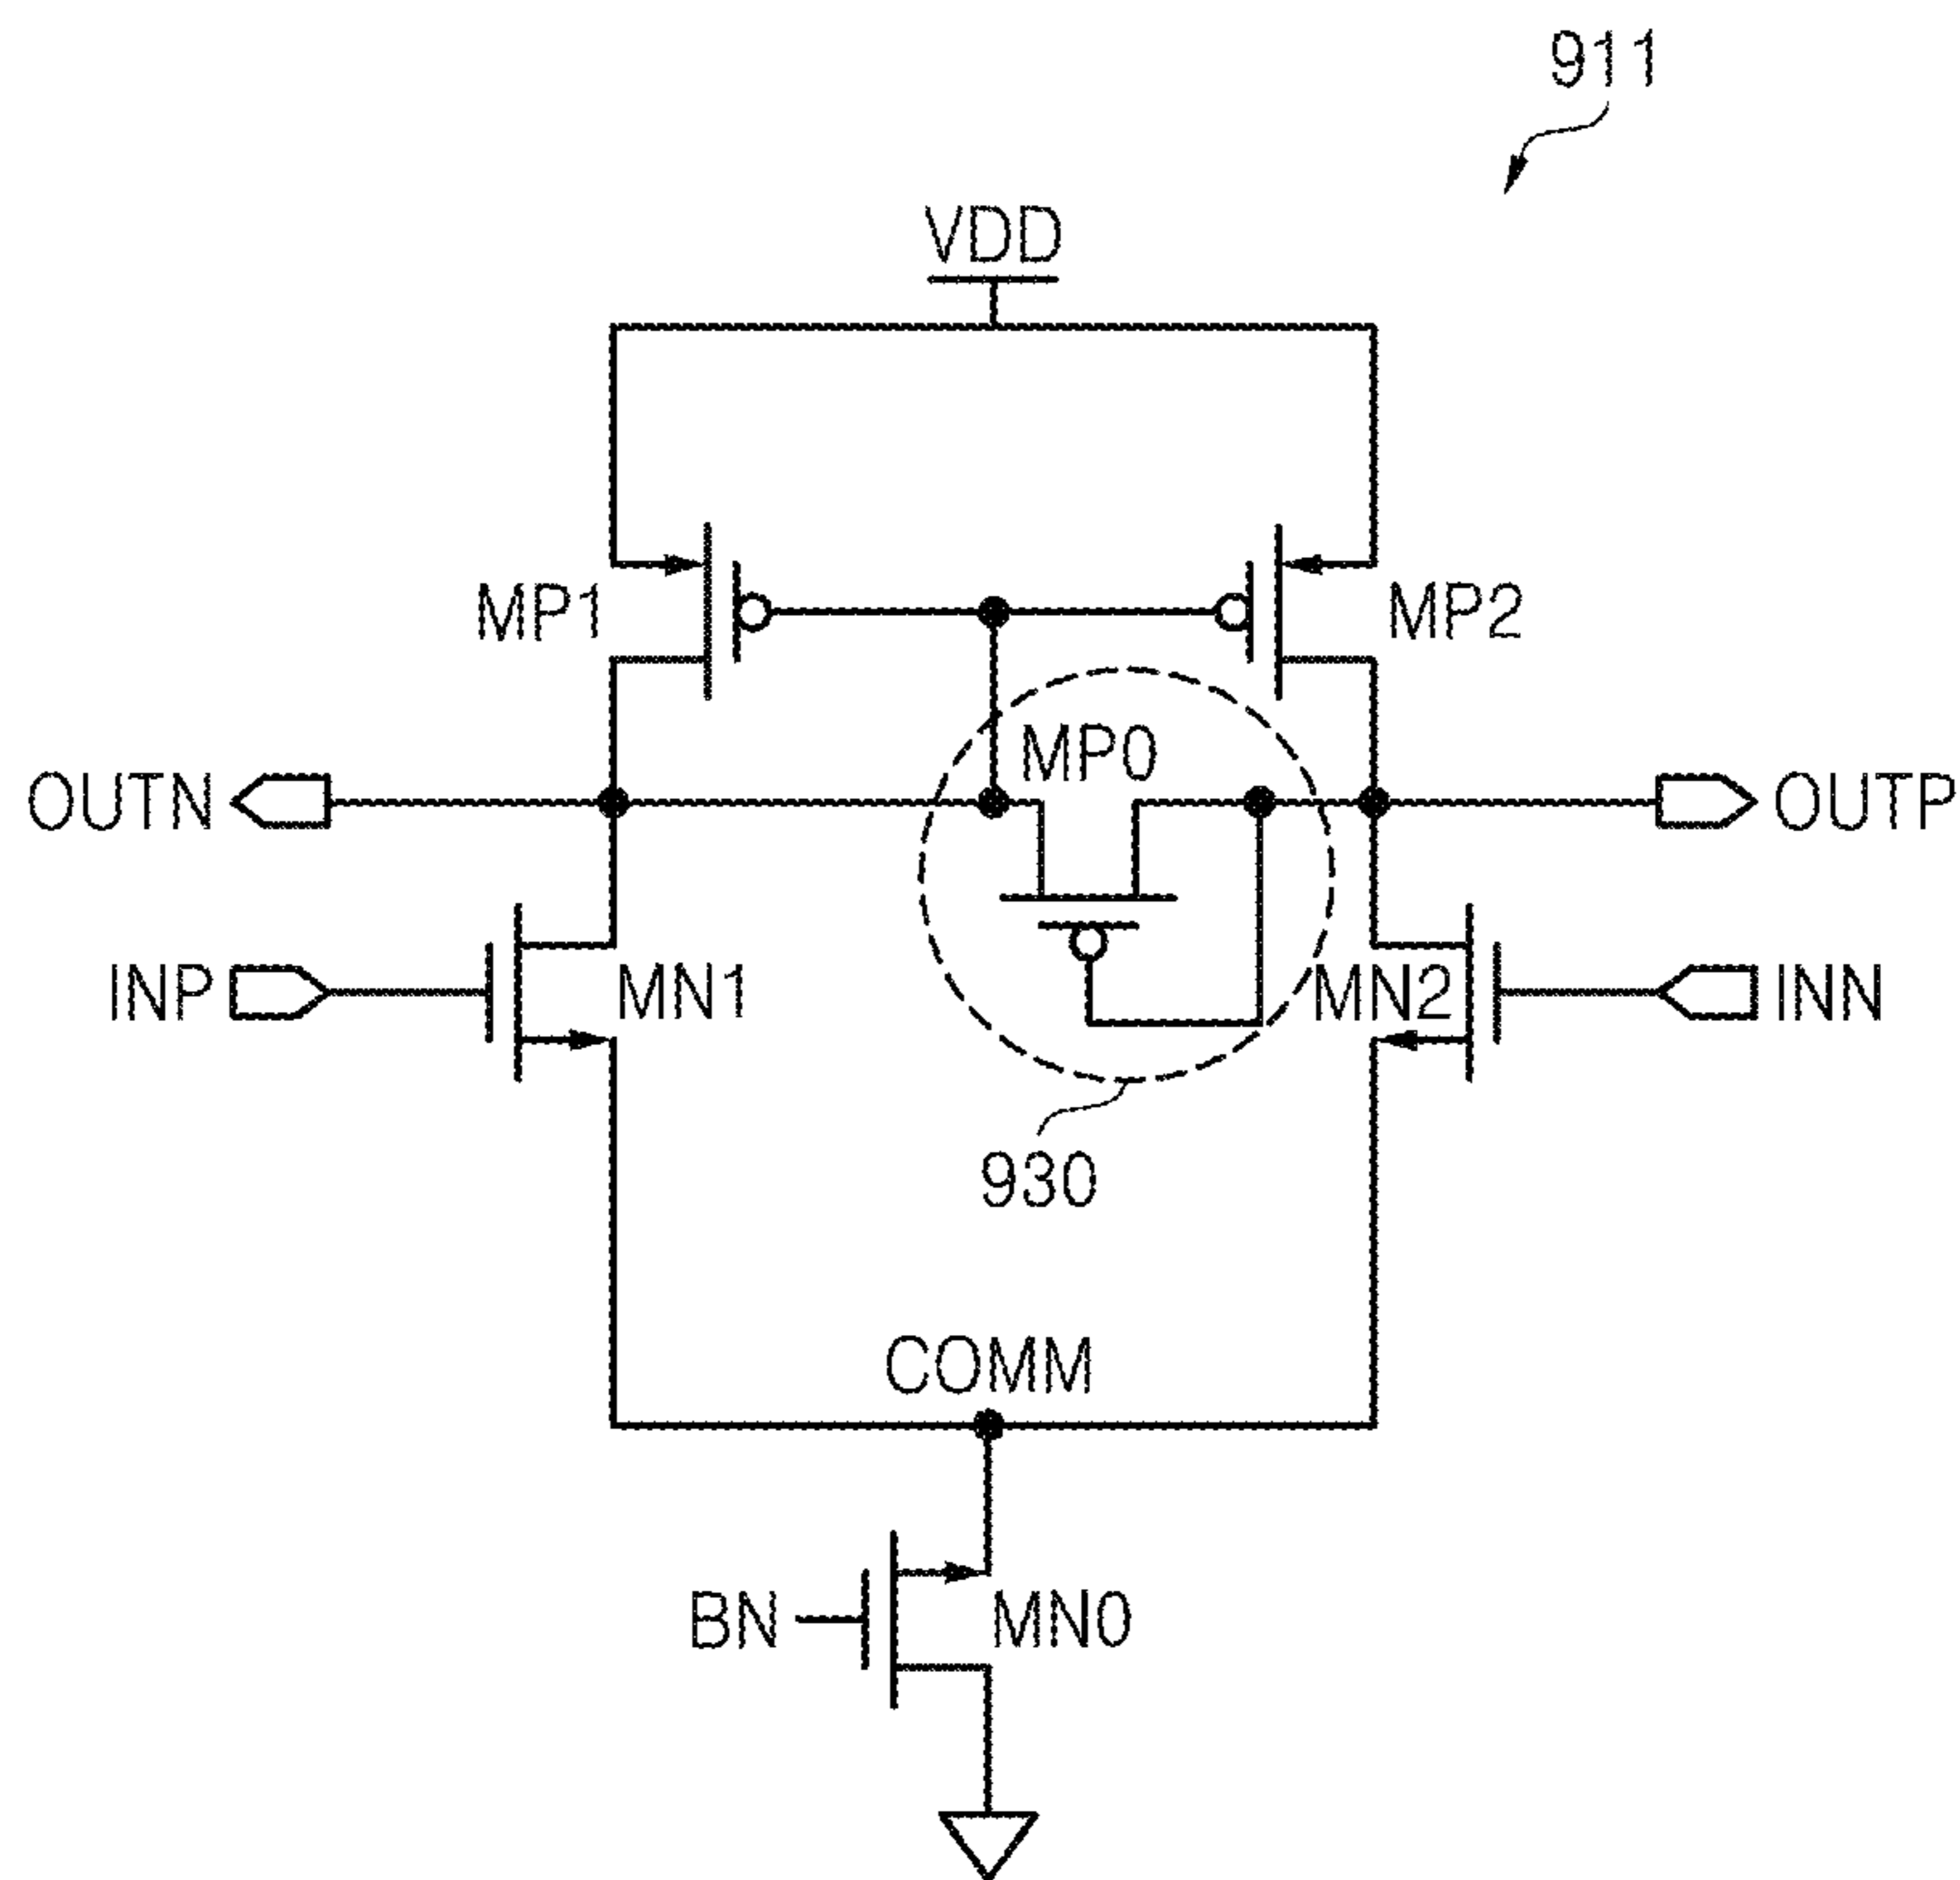 911
VDD
MP1
MP2
MP0
OUTN
OUTP
INP
MN1
MN2
INN
930
COMM
BN
MN0